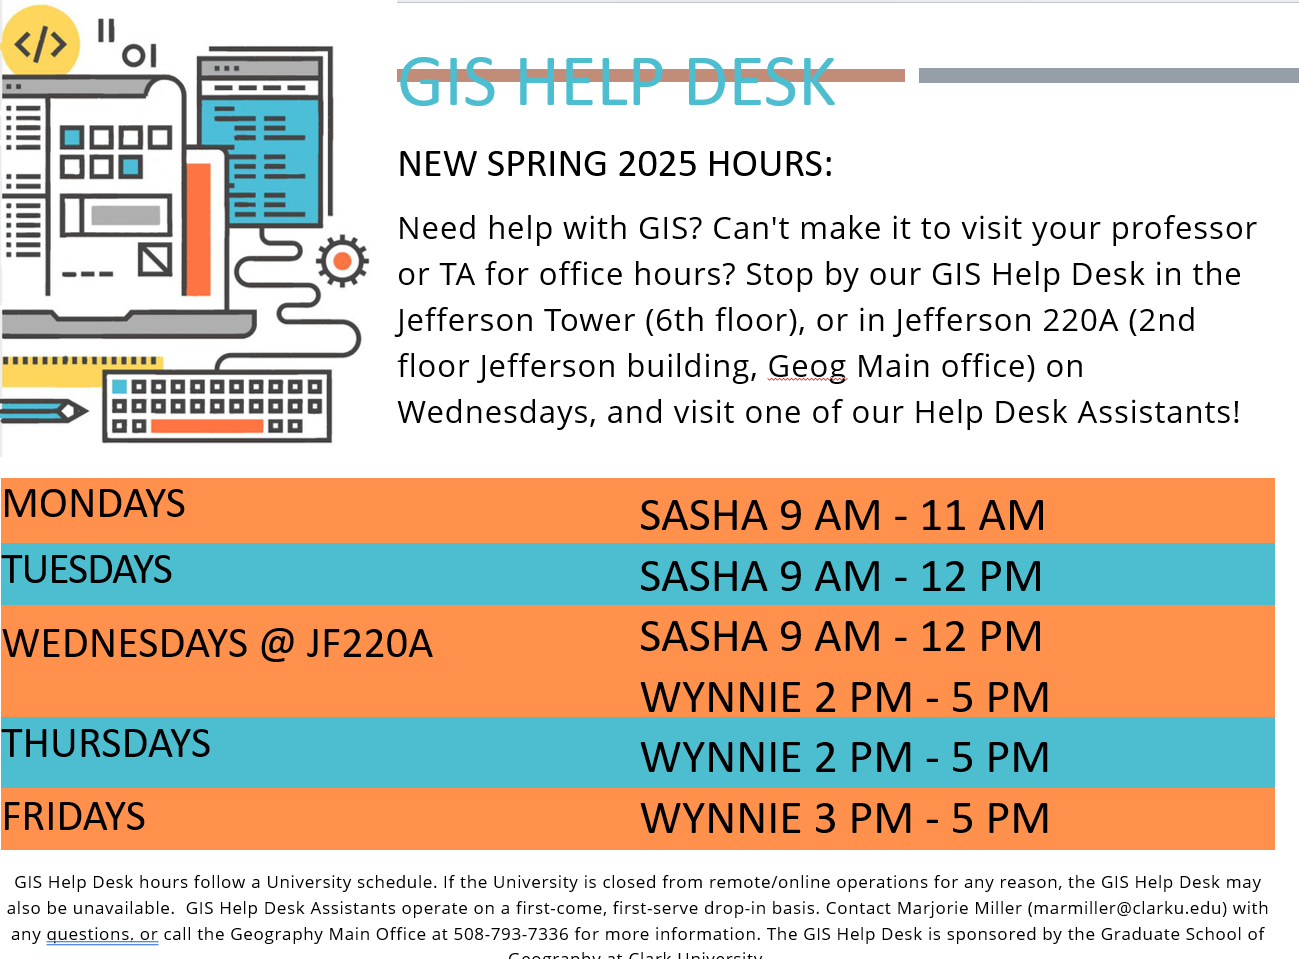 </>
GIS HELP DESK
NEW SPRING 2025 HOURS:
Need help with GIS? Can't make it to visit your professor
or TA for office hours? Stop by our GIS Help Desk in the
Jefferson Tower (6th floor), or in Jefferson 220A (2nd
floor Jefferson building, Geog Main office) on
Wednesdays, and visit one of our Help Desk Assistants!
MONDAYS SASHA 9 AM - 11 AM
TUESDAYS SASHA 9 AM - 12 PM
WEDNESDAYS @ JF220A SASHA 9 AM - 12 PM
WYNNIE 2 PM - 5 PM
THURSDAYS WYNNIE 2 PM - 5 PM
FRIDAYS WYNNIE 3 PM - 5 PM
GIS Help Desk hours follow a University schedule. If the University is closed from remote/online operations for any reason, the GIS Help Desk may
also be unavailable. GIS Help Desk Assistants operate on a first-come, first-serve drop-in basis. Contact Marjorie Miller (marmiller@clarku.edu) with
any questions, or call the Geography Main Office at 508-793-7336 for more information. The GIS Help Desk is sponsored by the Graduate School of
Geography at Clark University